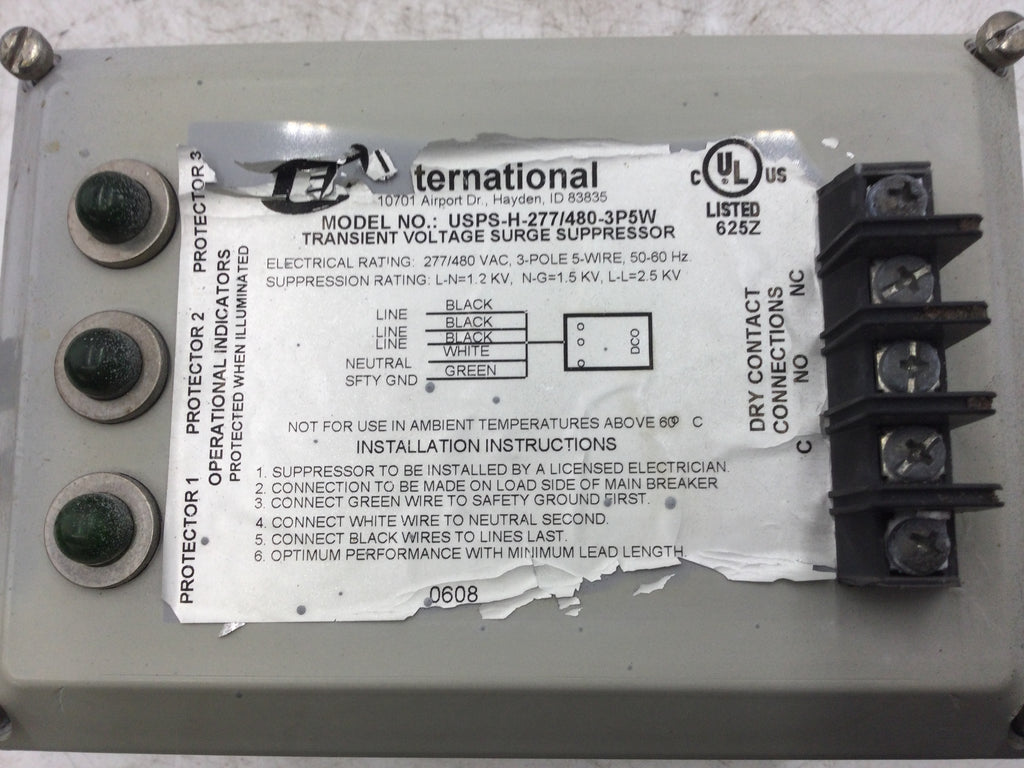 ternational
10701 Airport Dr., Hayden, ID 83835
MODEL NO.: USPS-H-277/480-3P5W
TRANSIENT VOLTAGE SURGE SUPPRESSOR
ELECTRICAL RATING: 277/480 VAC, 3-POLE 5-WIRE, 50-60 Hz.
SUPPRESSION RATING: L-N=1.2 KV, N-G=1.5 KV, L-L=2.5 KV
C UL US
LISTED
625Z
LINE BLACK
LINE BLACK
LINE BLACK
NEUTRAL WHITE
SFTY GND GREEN
DCO
NOT FOR USE IN AMBIENT TEMPERATURES ABOVE 60° C
INSTALLATION INSTRUCTIONS
1. SUPPRESSOR TO BE INSTALLED BY A LICENSED ELECTRICIAN.
2. CONNECTION TO BE MADE ON LOAD SIDE OF MAIN BREAKER
3. CONNECT GREEN WIRE TO SAFETY GROUND FIRST.
4. CONNECT WHITE WIRE TO NEUTRAL SECOND.
5. CONNECT BLACK WIRES TO LINES LAST.
6. OPTIMUM PERFORMANCE WITH MINIMUM LEAD LENGTH.
0608
PROTECTOR 1 PROTECTOR 2 PROTECTOR 3
OPERATIONAL INDICATORS
PROTECTED WHEN ILLUMINATED
DRY CONTACT
CONNECTIONS
C NO NC